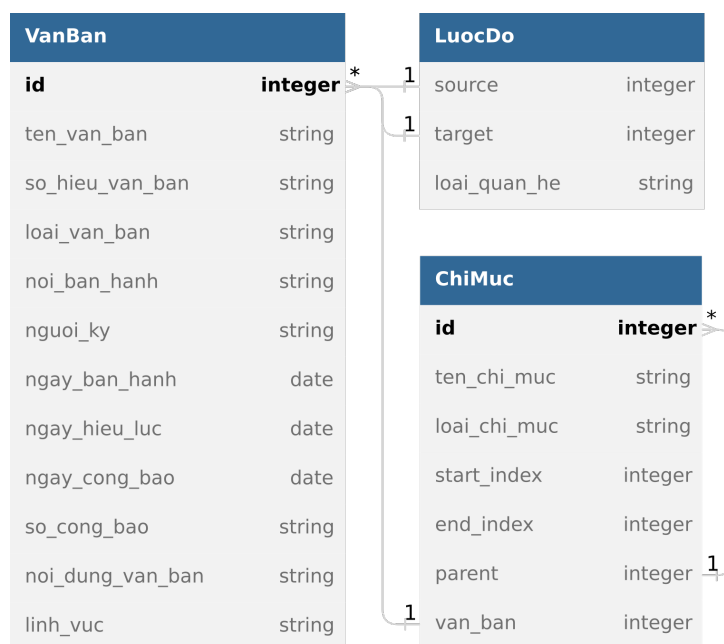 VanBan
id integer *
ten_van_ban string
so_hieu_van_ban string
loai_van_ban string
noi_ban_hanh string
nguoi_ky string
ngay_ban_hanh date
ngay_hieu_luc date
ngay_cong_bao date
so_cong_bao string
noi_dung_van_ban string
linh_vuc string
LuocDo
1 source integer
1 target integer
loai_quan_he string
ChiMuc
id integer *
ten_chi_muc string
loai_chi_muc string
start_index integer
end_index integer
parent integer 1
1 van_ban integer